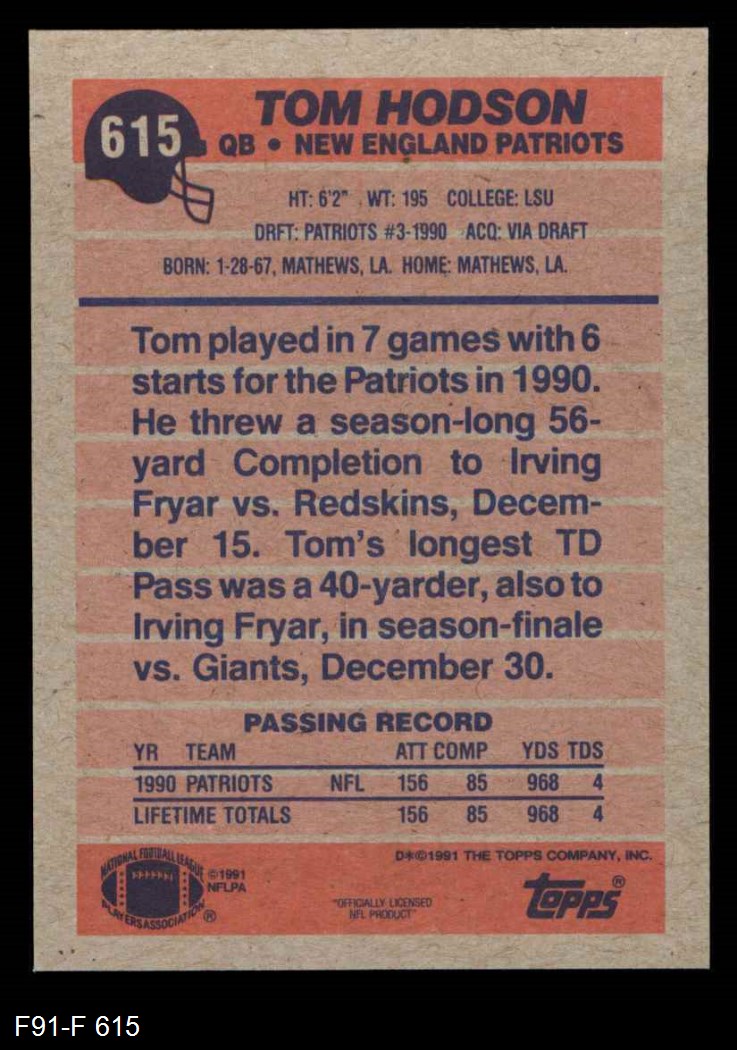 615
TOM HODSON
QB • NEW ENGLAND PATRIOTS
HT: 6'2" WT: 195 COLLEGE: LSU
DRFT: PATRIOTS #3-1990 ACQ: VIA DRAFT
BORN: 1-28-67, MATHEWS, LA. HOME: MATHEWS, LA.
Tom played in 7 games with 6
starts for the Patriots in 1990.
He threw a season-long 56-
yard Completion to Irving
Fryar vs. Redskins, Decem-
ber 15. Tom's longest TD
Pass was a 40-yarder, also to
Irving Fryar, in season-finale
vs. Giants, December 30.
PASSING RECORD
YR TEAM ATT COMP YDS TDS
1990 PATRIOTS NFL 156 85 968 4
LIFETIME TOTALS 156 85 968 4
NATIONAL FOOTBALL LEAGUE
PLAYERS ASSOCIATION ®
©1991
NFLPA
"OFFICIALLY LICENSED
NFL PRODUCT"
D*©1991 THE TOPPS COMPANY, INC.
topps®
F91-F 615